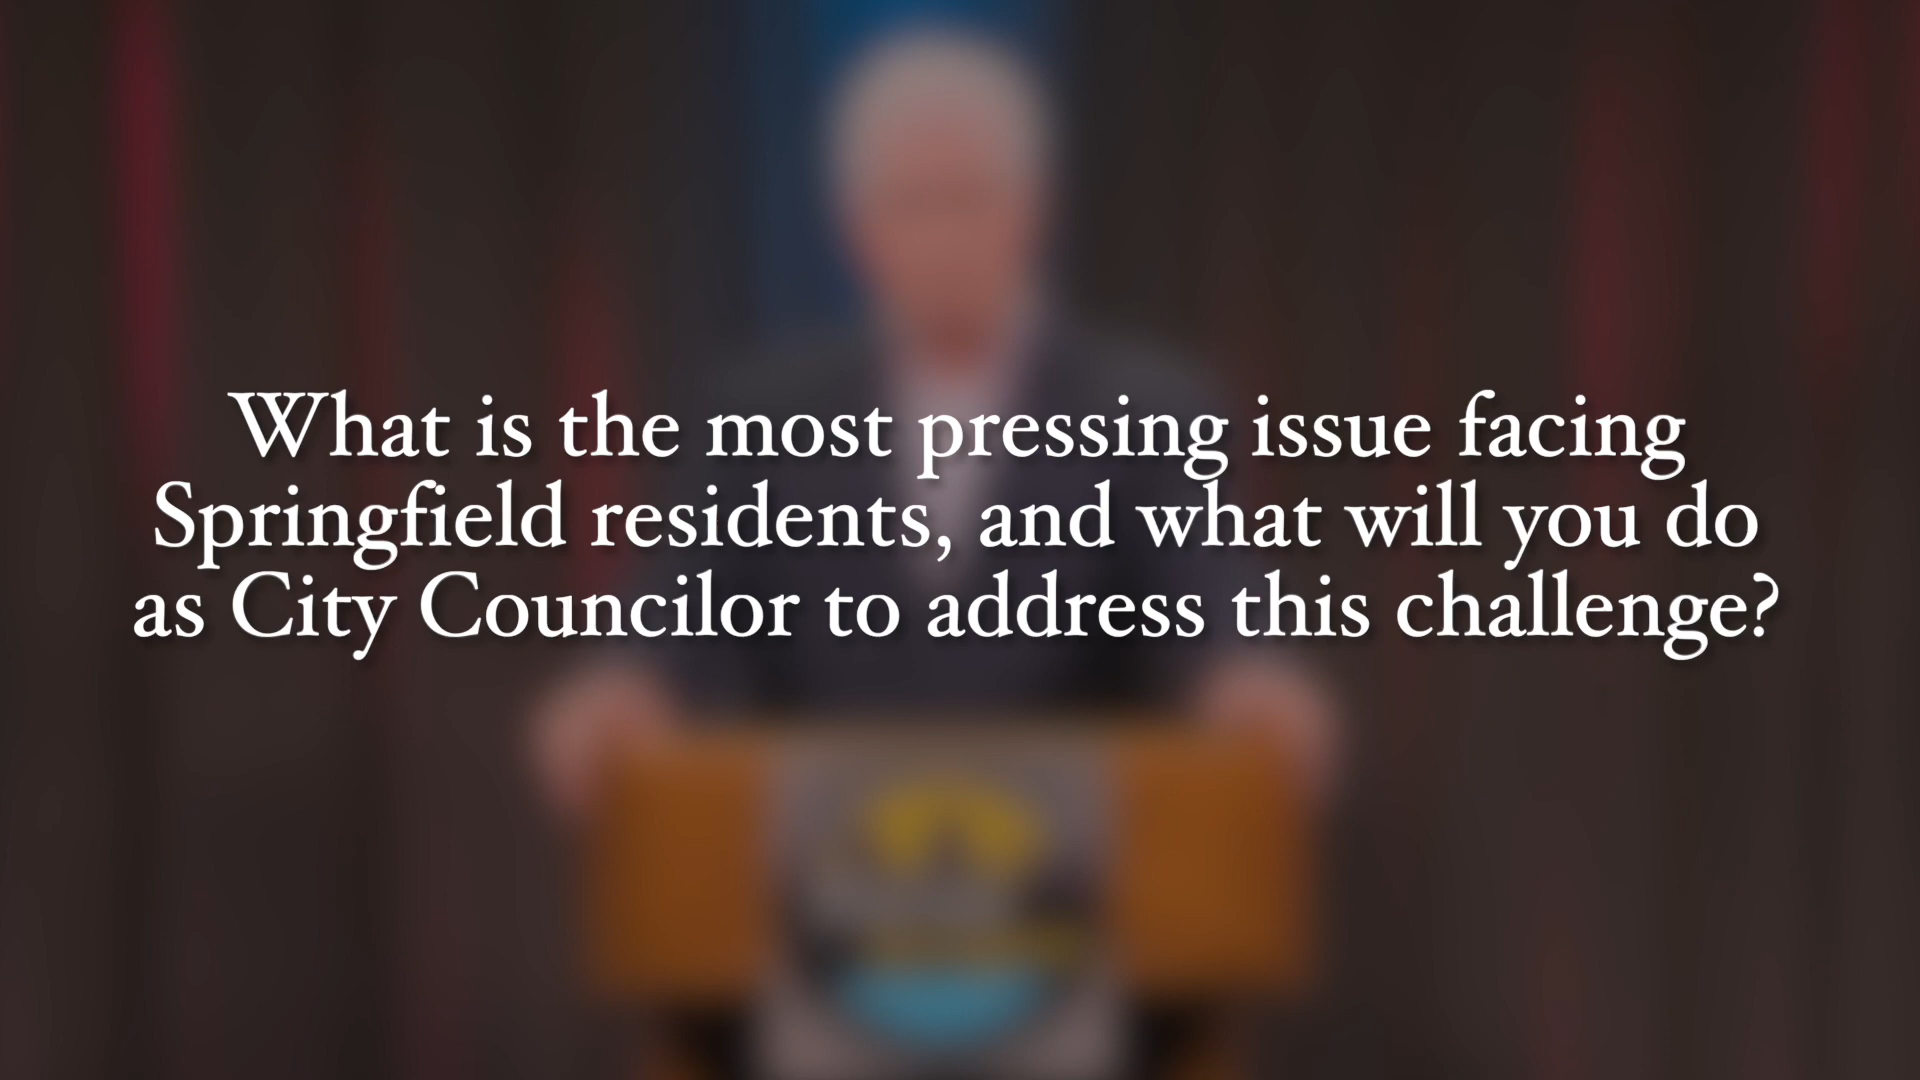 What is the most pressing issue facing
Springfield residents, and what will you do
as City Councilor to address this challenge?